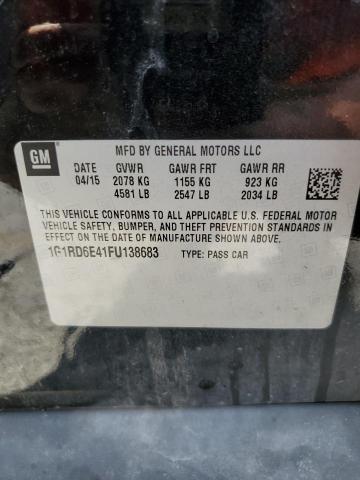 GM
MFD BY GENERAL MOTORS LLC
DATE GVWR GAWR FRT GAWR RR
04/15 2078 KG 1155 KG 923 KG
4581 LB 2547 LB 2034 LB
THIS VEHICLE CONFORMS TO ALL APPLICABLE U.S. FEDERAL MOTOR
VEHICLE SAFETY, BUMPER, AND THEFT PREVENTION STANDARDS
IN EFFECT ON THE DATE OF MANUFACTURE SHOWN ABOVE.
1G1RD6E41FU138683 TYPE: PASS CAR